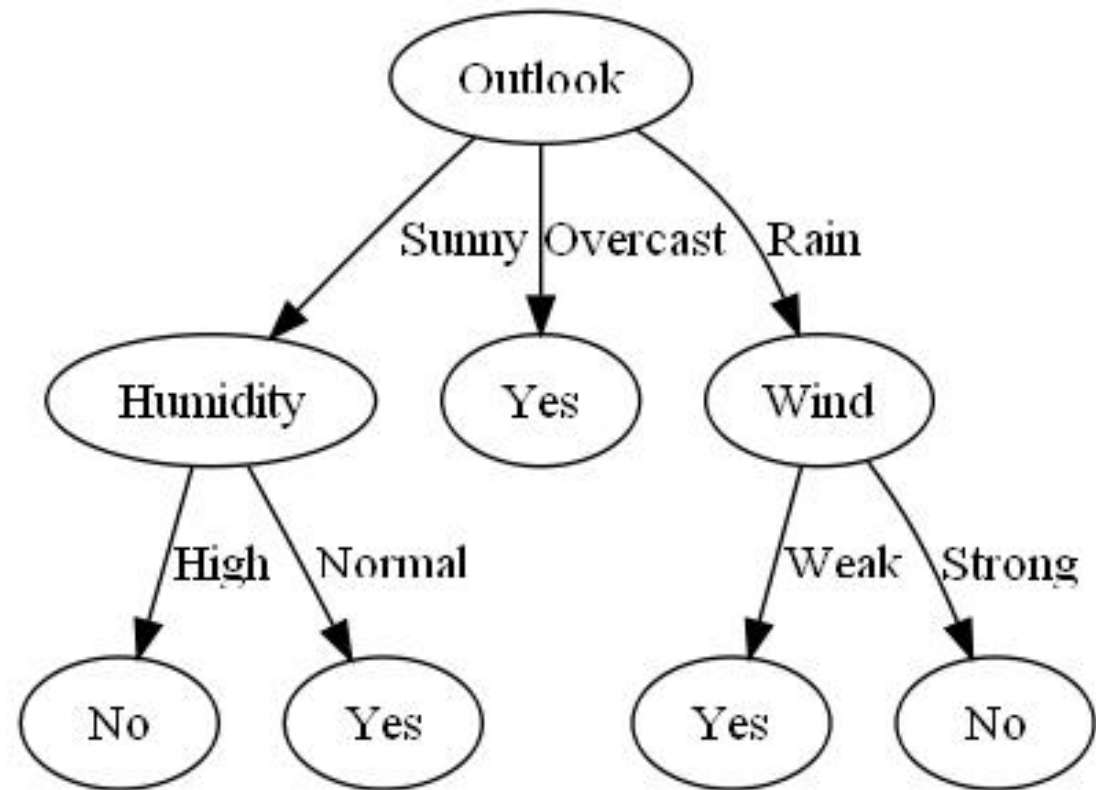 Outlook
Sunny Overcast Rain
Humidity Yes Wind
High Normal Weak Strong
No Yes Yes No